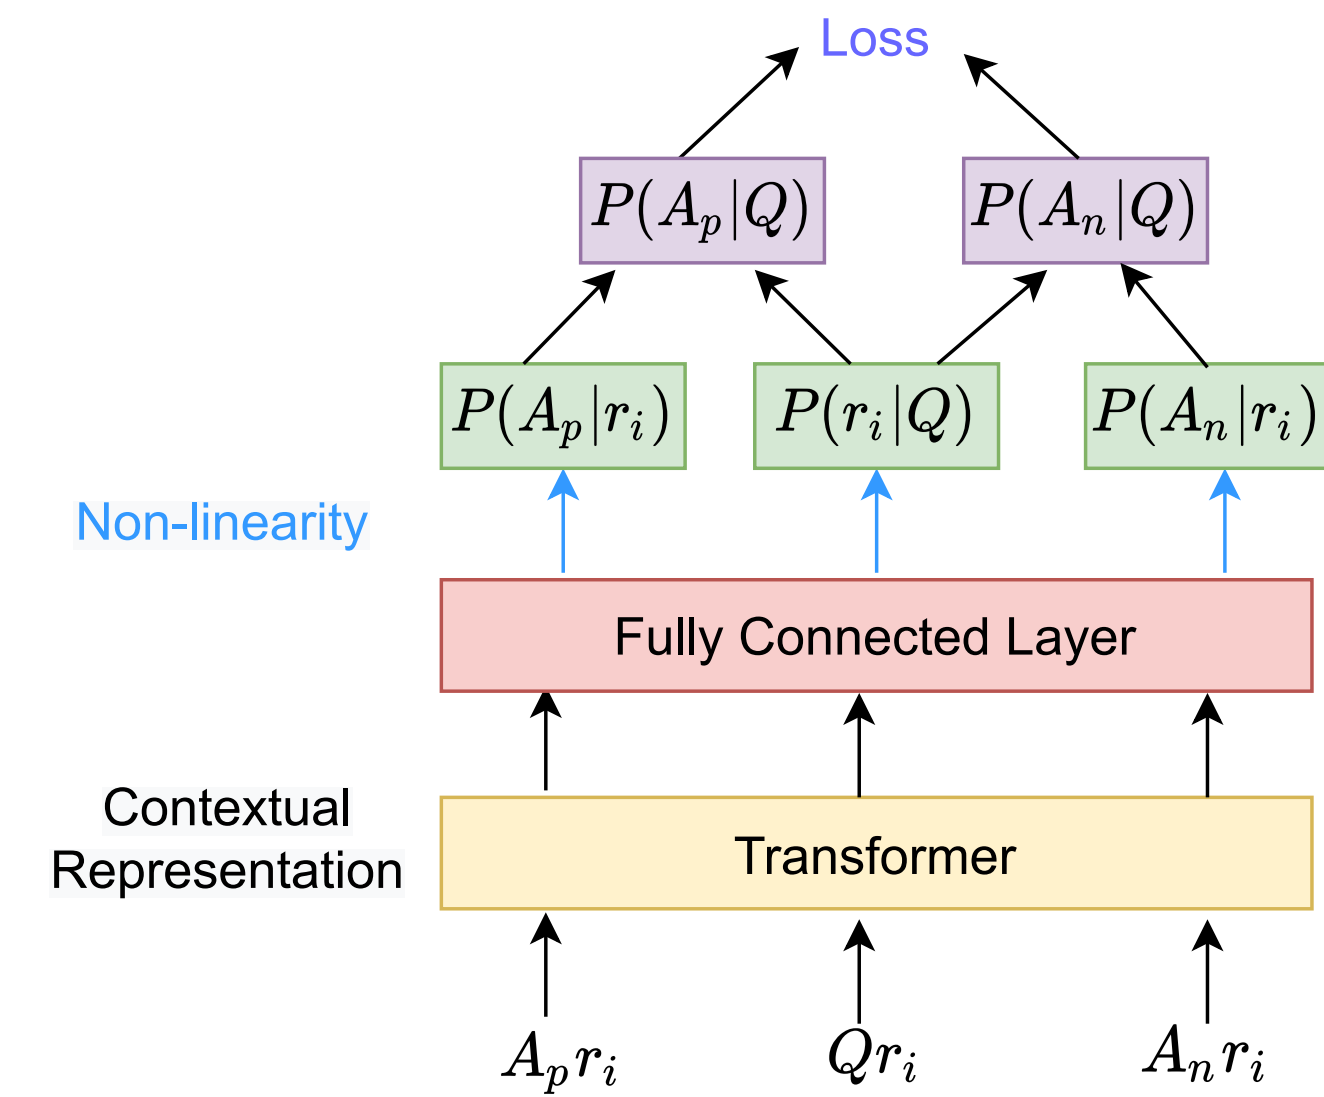 Loss
P(A_p|Q)
P(A_n|Q)
P(A_p|r_i)
P(r_i|Q)
P(A_n|r_i)
Non-linearity
Fully Connected Layer
Contextual
Representation
Transformer
A_p r_i
Q r_i
A_n r_i